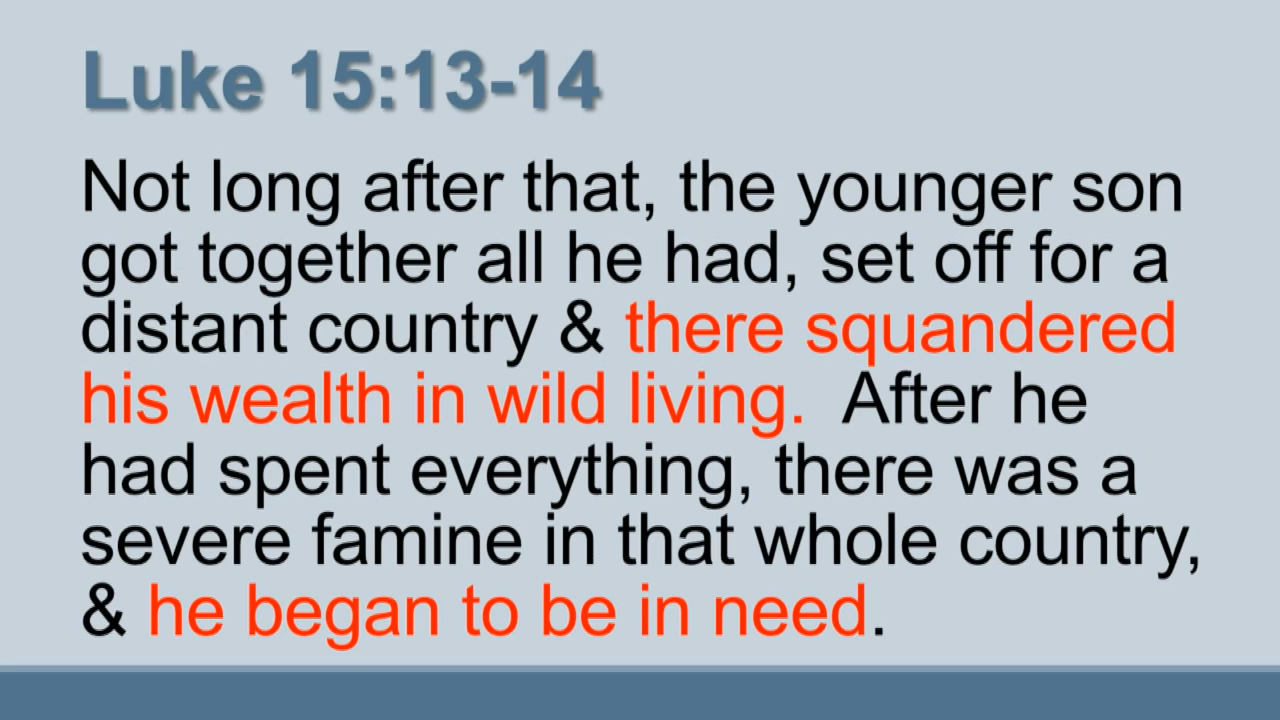 Luke 15:13-14
Not long after that, the younger son
got together all he had, set off for a
distant country & there squandered
his wealth in wild living.  After he
had spent everything, there was a
severe famine in that whole country,
& he began to be in need.